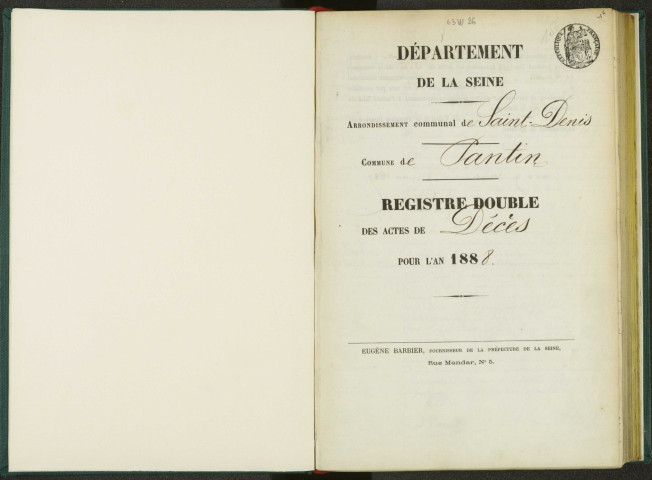 DÉPARTEMENT
DE LA SEINE
ARRONDISSEMENT communal de Saint-Denis
COMMUNE de Pantin
REGISTRE DOUBLE
DES ACTES DE Décès
POUR L'AN 1888.
EUGÈNE BARBIER, FOURNISSEUR DE LA PRÉFECTURE DE LA SEINE,
Rue Mandar, N° 5.